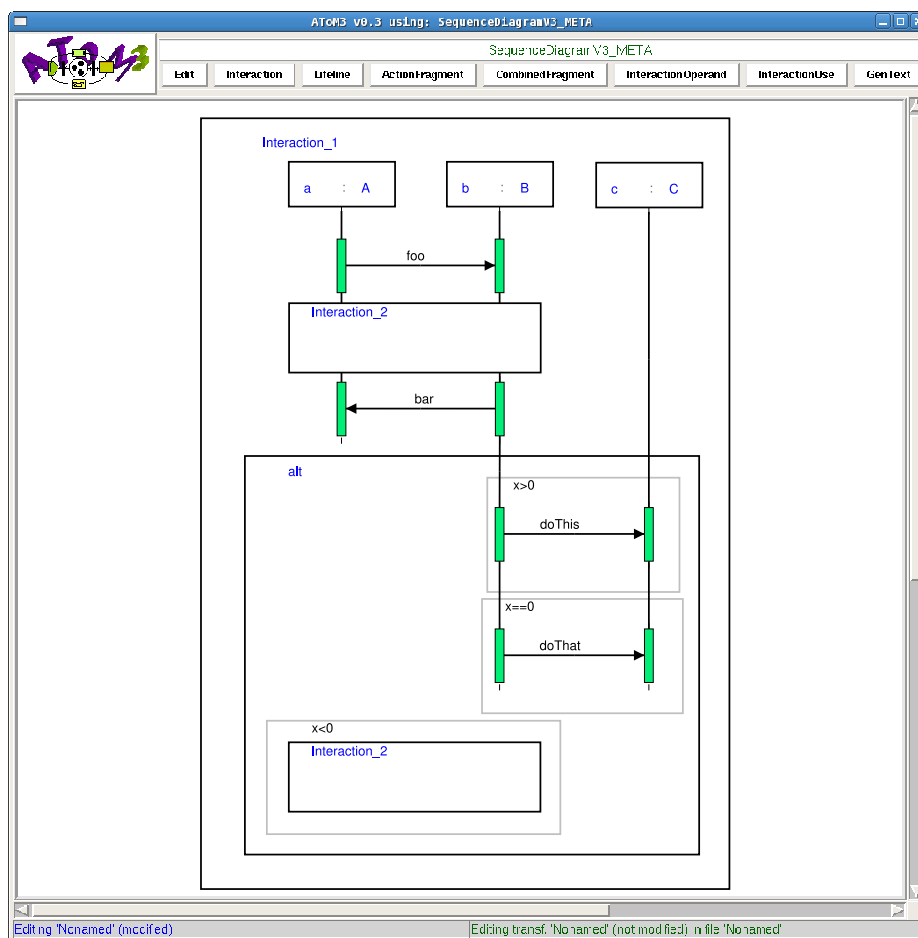 AToM3 v0.3 using: SequenceDiagramV3_META
AToM3
SequenceDiagramV3_META
Edit Interaction Lifeline ActionFragment CombinedFragment InteractionOperand InteractionUse GenText
Interaction_1
a : A b : B c : C
foo
Interaction_2
bar
alt
x>0
doThis
x==0
doThat
x<0
Interaction_2
Editing 'Nonamed' (modified) Editing transf. 'Nonamed' (not modified) in file 'Nonamed'